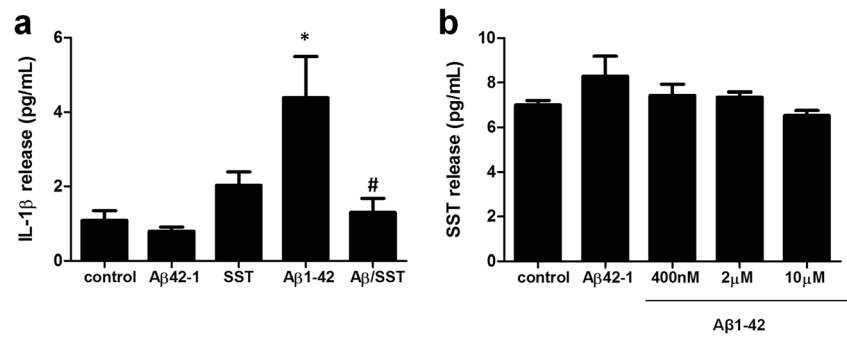 a
IL-1β release (pg/mL)
6
4
2
0
*
#
control Aβ42-1 SST Aβ1-42 Aβ/SST
b
SST release (pg/mL)
10
8
6
4
2
0
control Aβ42-1 400nM 2μM 10μM
Aβ1-42